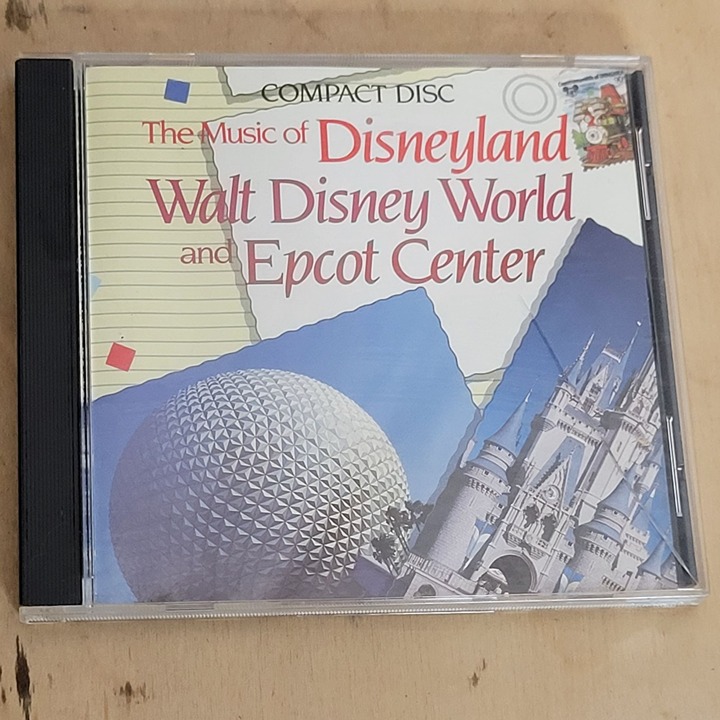 COMPACT DISC
The Music of Disneyland
Walt Disney World
and Epcot Center